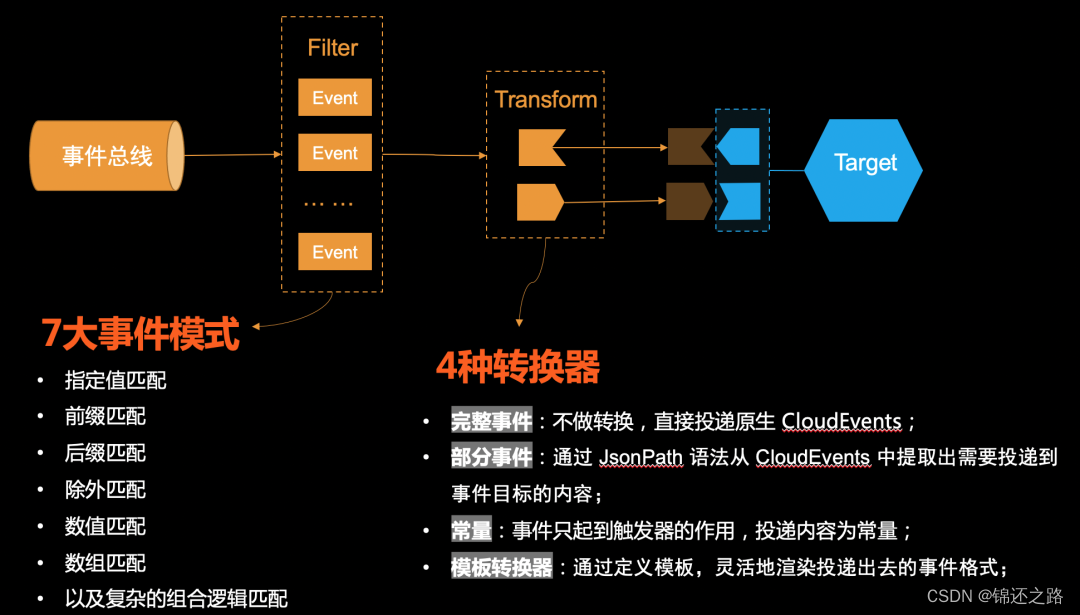 Filter
Event
Event
... ...
Event
事件总线
Transform
Target
7大事件模式
• 指定值匹配
• 前缀匹配
• 后缀匹配
• 除外匹配
• 数值匹配
• 数组匹配
• 以及复杂的组合逻辑匹配
4种转换器
• 完整事件：不做转换，直接投递原生 CloudEvents；
• 部分事件：通过 JsonPath 语法从 CloudEvents 中提取出需要投递到
事件目标的内容；
• 常量：事件只起到触发器的作用，投递内容为常量；
• 模板转换器：通过定义模板，灵活地渲染投递出去的事件格式；
CSDN @锦还之路